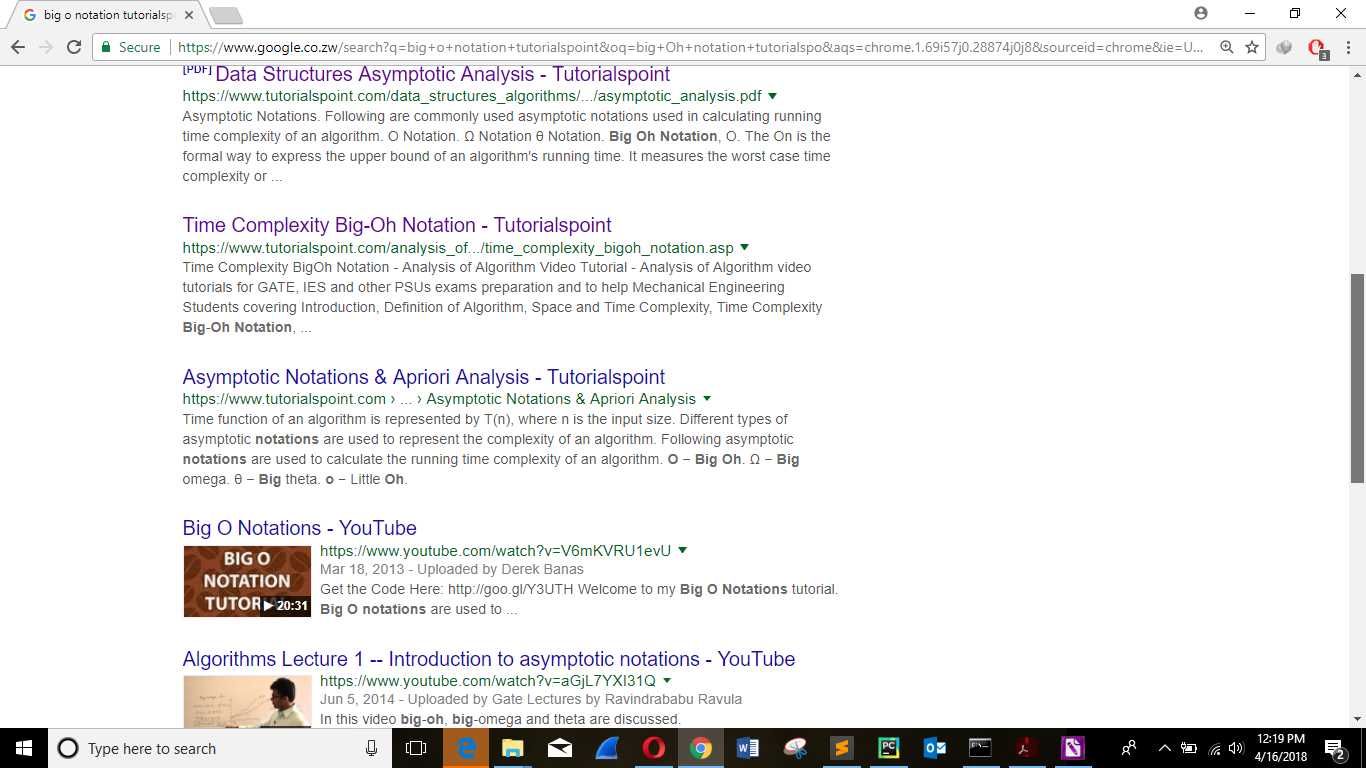 big o notation tutorialsp
Secure
https://www.google.co.zw/search?q=big+o+notation+tutorialspoint&oq=big+Oh+notation+tutorialspo&aqs=chrome.1.69i57j0.28874j0j8&sourceid=chrome&ie=U...
3
[PDF] Data Structures Asymptotic Analysis - Tutorialspoint
https://www.tutorialspoint.com/data_structures_algorithms/.../asymptotic_analysis.pdf
Asymptotic Notations. Following are commonly used asymptotic notations used in calculating running
time complexity of an algorithm. Ο Notation. Ω Notation θ Notation. Big Oh Notation, Ο. The Οn is the
formal way to express the upper bound of an algorithm's running time. It measures the worst case time
complexity or ...
Time Complexity Big-Oh Notation - Tutorialspoint
https://www.tutorialspoint.com/analysis_of.../time_complexity_bigoh_notation.asp
Time Complexity BigOh Notation - Analysis of Algorithm Video Tutorial - Analysis of Algorithm video
tutorials for GATE, IES and other PSUs exams preparation and to help Mechanical Engineering
Students covering Introduction, Definition of Algorithm, Space and Time Complexity, Time Complexity
Big-Oh Notation, ...
Asymptotic Notations & Apriori Analysis - Tutorialspoint
https://www.tutorialspoint.com › ... › Asymptotic Notations & Apriori Analysis
Time function of an algorithm is represented by T(n), where n is the input size. Different types of
asymptotic notations are used to represent the complexity of an algorithm. Following asymptotic
notations are used to calculate the running time complexity of an algorithm. O − Big Oh. Ω − Big
omega. θ − Big theta. o − Little Oh.
Big O Notations - YouTube
BIG O
NOTATION
TUTOR
20:31
https://www.youtube.com/watch?v=V6mKVRU1evU
Mar 18, 2013 - Uploaded by Derek Banas
Get the Code Here: http://goo.gl/Y3UTH Welcome to my Big O Notations tutorial.
Big O notations are used to ...
Algorithms Lecture 1 -- Introduction to asymptotic notations - YouTube
https://www.youtube.com/watch?v=aGjL7YXI31Q
Jun 5, 2014 - Uploaded by Gate Lectures by Ravindrababu Ravula
In this video big-oh, big-omega and theta are discussed.
Type here to search
12:19 PM
4/16/2018
2